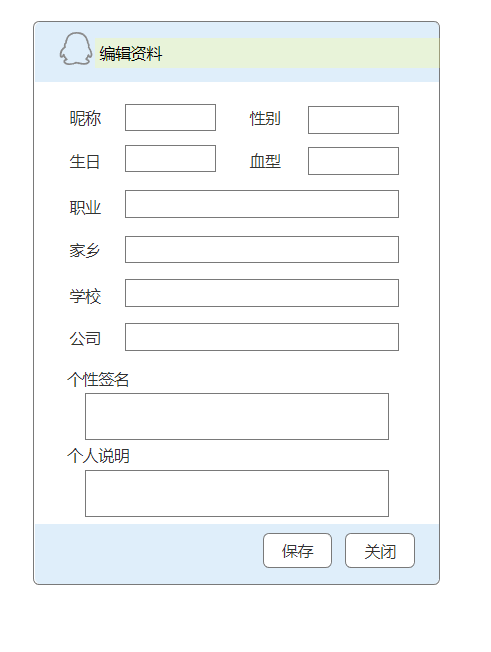 编辑资料
昵称 性别
生日 血型
职业
家乡
学校
公司
个性签名
个人说明
保存 关闭